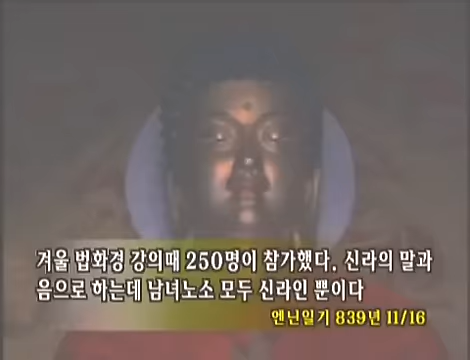 겨울 법화경 강의때 250명이 참가했다. 신라의 말과
음으로 하는데 남녀노소 모두 신라인 뿐이다
엔닌일기 839년 11/16